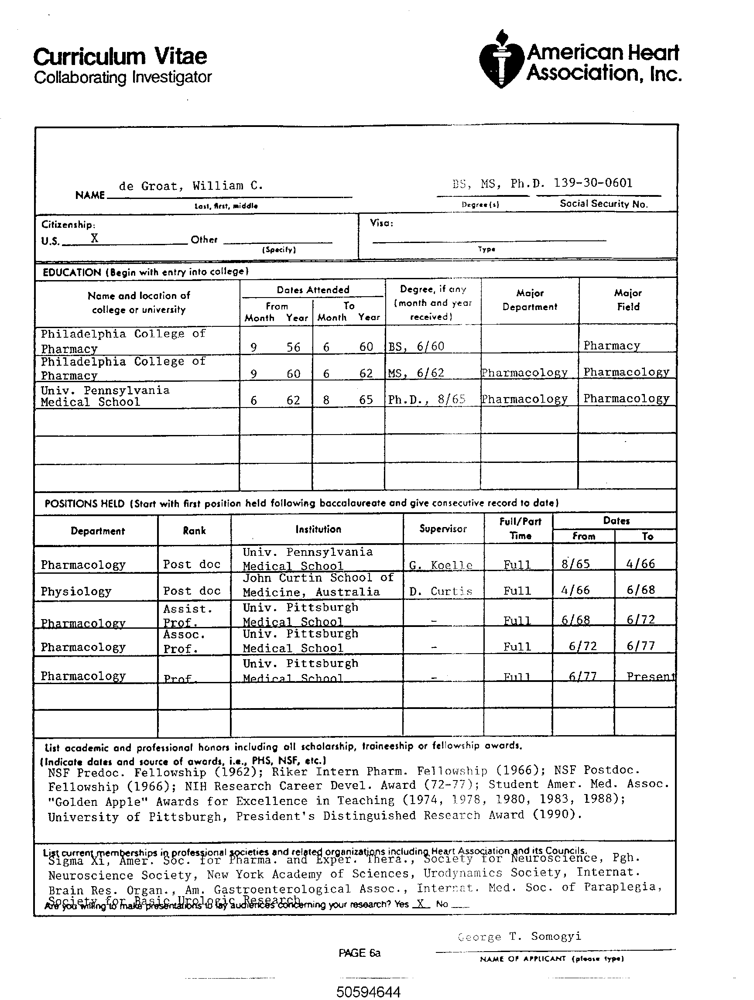 Curriculum Vitae
Collaborating Investigator
American Heart
Association, Inc.
NAME de Groat, William C. BS, MS, Ph.D. 139-30-0601
Last, first, middle Degree(s) Social Security No.
Citizenship: Visa:
U.S. X Other
(Specify) Type
EDUCATION (Begin with entry into college)
Name and location of college or university Dates Attended From Month Year To Month Year Degree, if any (month and year received) Major Department Major Field
Philadelphia College of
Pharmacy 9 56 6 60 BS, 6/60 Pharmacy
Philadelphia College of
Pharmacy 9 60 6 62 MS, 6/62 Pharmacology Pharmacology
Univ. Pennsylvania
Medical School 6 62 8 65 Ph.D., 8/65 Pharmacology Pharmacology
POSITIONS HELD (Start with first position held following baccalaureate and give consecutive record to date)
Department Rank Institution Supervisor Full/Part Time Dates From To
Univ. Pennsylvania
Pharmacology Post doc Medical School G. Koelle Full 8/65 4/66
John Curtin School of
Physiology Post doc Medicine, Australia D. Curtis Full 4/66 6/68
Assist. Univ. Pittsburgh
Pharmacology Prof. Medical School - Full 6/68 6/72
Assoc. Univ. Pittsburgh
Pharmacology Prof. Medical School - Full 6/72 6/77
Univ. Pittsburgh
Pharmacology Prof. Medical School - Full 6/77 Present
List academic and professional honors including all scholarship, traineeship or fellowship awards.
(Indicate dates and source of awards, i.e., PHS, NSF, etc.)
NSF Predoc. Fellowship (1962); Riker Intern Pharm. Fellowship (1966); NSF Postdoc.
Fellowship (1966); NIH Research Career Devel. Award (72-77); Student Amer. Med. Assoc.
"Golden Apple" Awards for Excellence in Teaching (1974, 1978, 1980, 1983, 1988);
University of Pittsburgh, President's Distinguished Research Award (1990).
List current memberships in professional societies and related organizations including Heart Association and its Councils.
Sigma Xi, Amer. Soc. for Pharma. and Exper. Thera., Society for Neuroscience, Pgh.
Neuroscience Society, New York Academy of Sciences, Urodynamics Society, Internat.
Brain Res. Organ., Am. Gastroenterological Assoc., Internat. Med. Soc. of Paraplegia,
Society for Basic Urologic Research
Are you willing to make presentations to lay audiences concerning your research? Yes X No
George T. Somogyi
PAGE 6a
NAME OF APPLICANT (please type)
50594644